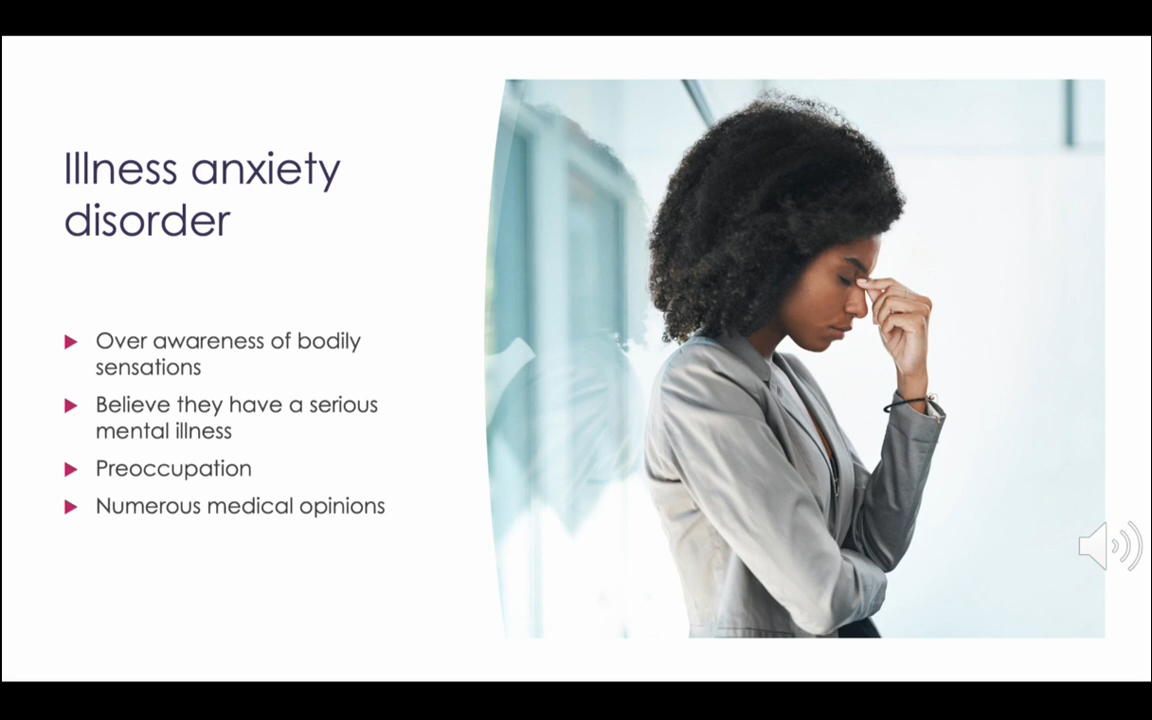 Illness anxiety
disorder
Over awareness of bodily
sensations
Believe they have a serious
mental illness
Preoccupation
Numerous medical opinions